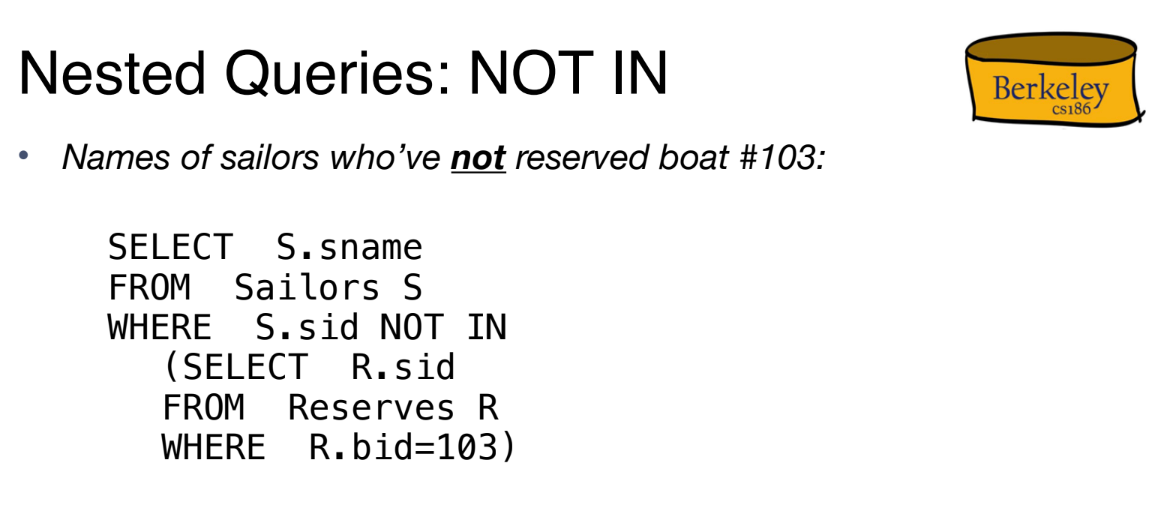 Nested Queries: NOT IN
Berkeley
cs186
• Names of sailors who’ve not reserved boat #103:
SELECT  S.sname
FROM  Sailors S
WHERE  S.sid NOT IN
(SELECT  R.sid
FROM  Reserves R
WHERE  R.bid=103)